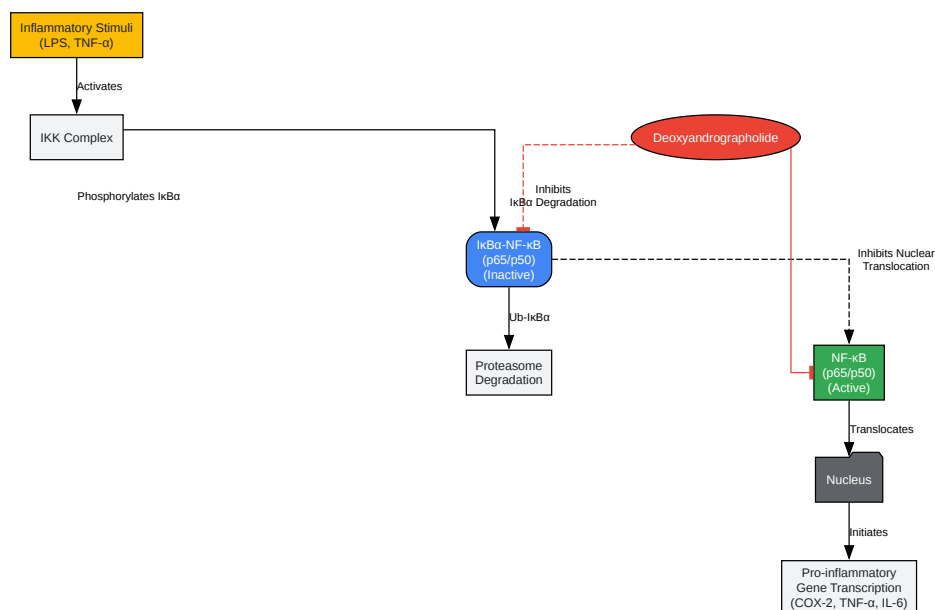 Inflammatory Stimuli
(LPS, TNF-α)
Activates
IKK Complex
Deoxyandrographolide
Phosphorylates IκBα
Inhibits
IκBα Degradation
IκBα-NF-κB
(p65/p50)
(Inactive)
Inhibits Nuclear
Translocation
Ub-IκBα
Proteasome
Degradation
NF-κB
(p65/p50)
(Active)
Translocates
Nucleus
Initiates
Pro-inflammatory
Gene Transcription
(COX-2, TNF-α, IL-6)